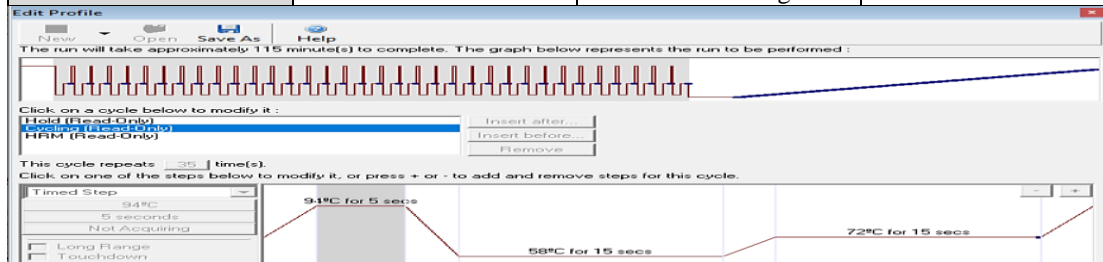 Edit Profile
New Open Save As Help
The run will take approximately 115 minute(s) to complete. The graph below represents the run to be performed :
Click on a cycle below to modify it :
Hold (Read-Only)
Cycling (Read-Only)
HRM (Read-Only)
Insert after...
Insert before...
Remove
This cycle repeats 35 time(s).
Click on one of the steps below to modify it, or press + or - to add and remove steps for this cycle.
Timed Step
94ºC
5 seconds
Not Acquiring
Long Range
Touchdown
94ºC for 5 secs
58ºC for 15 secs
72ºC for 15 secs
- +